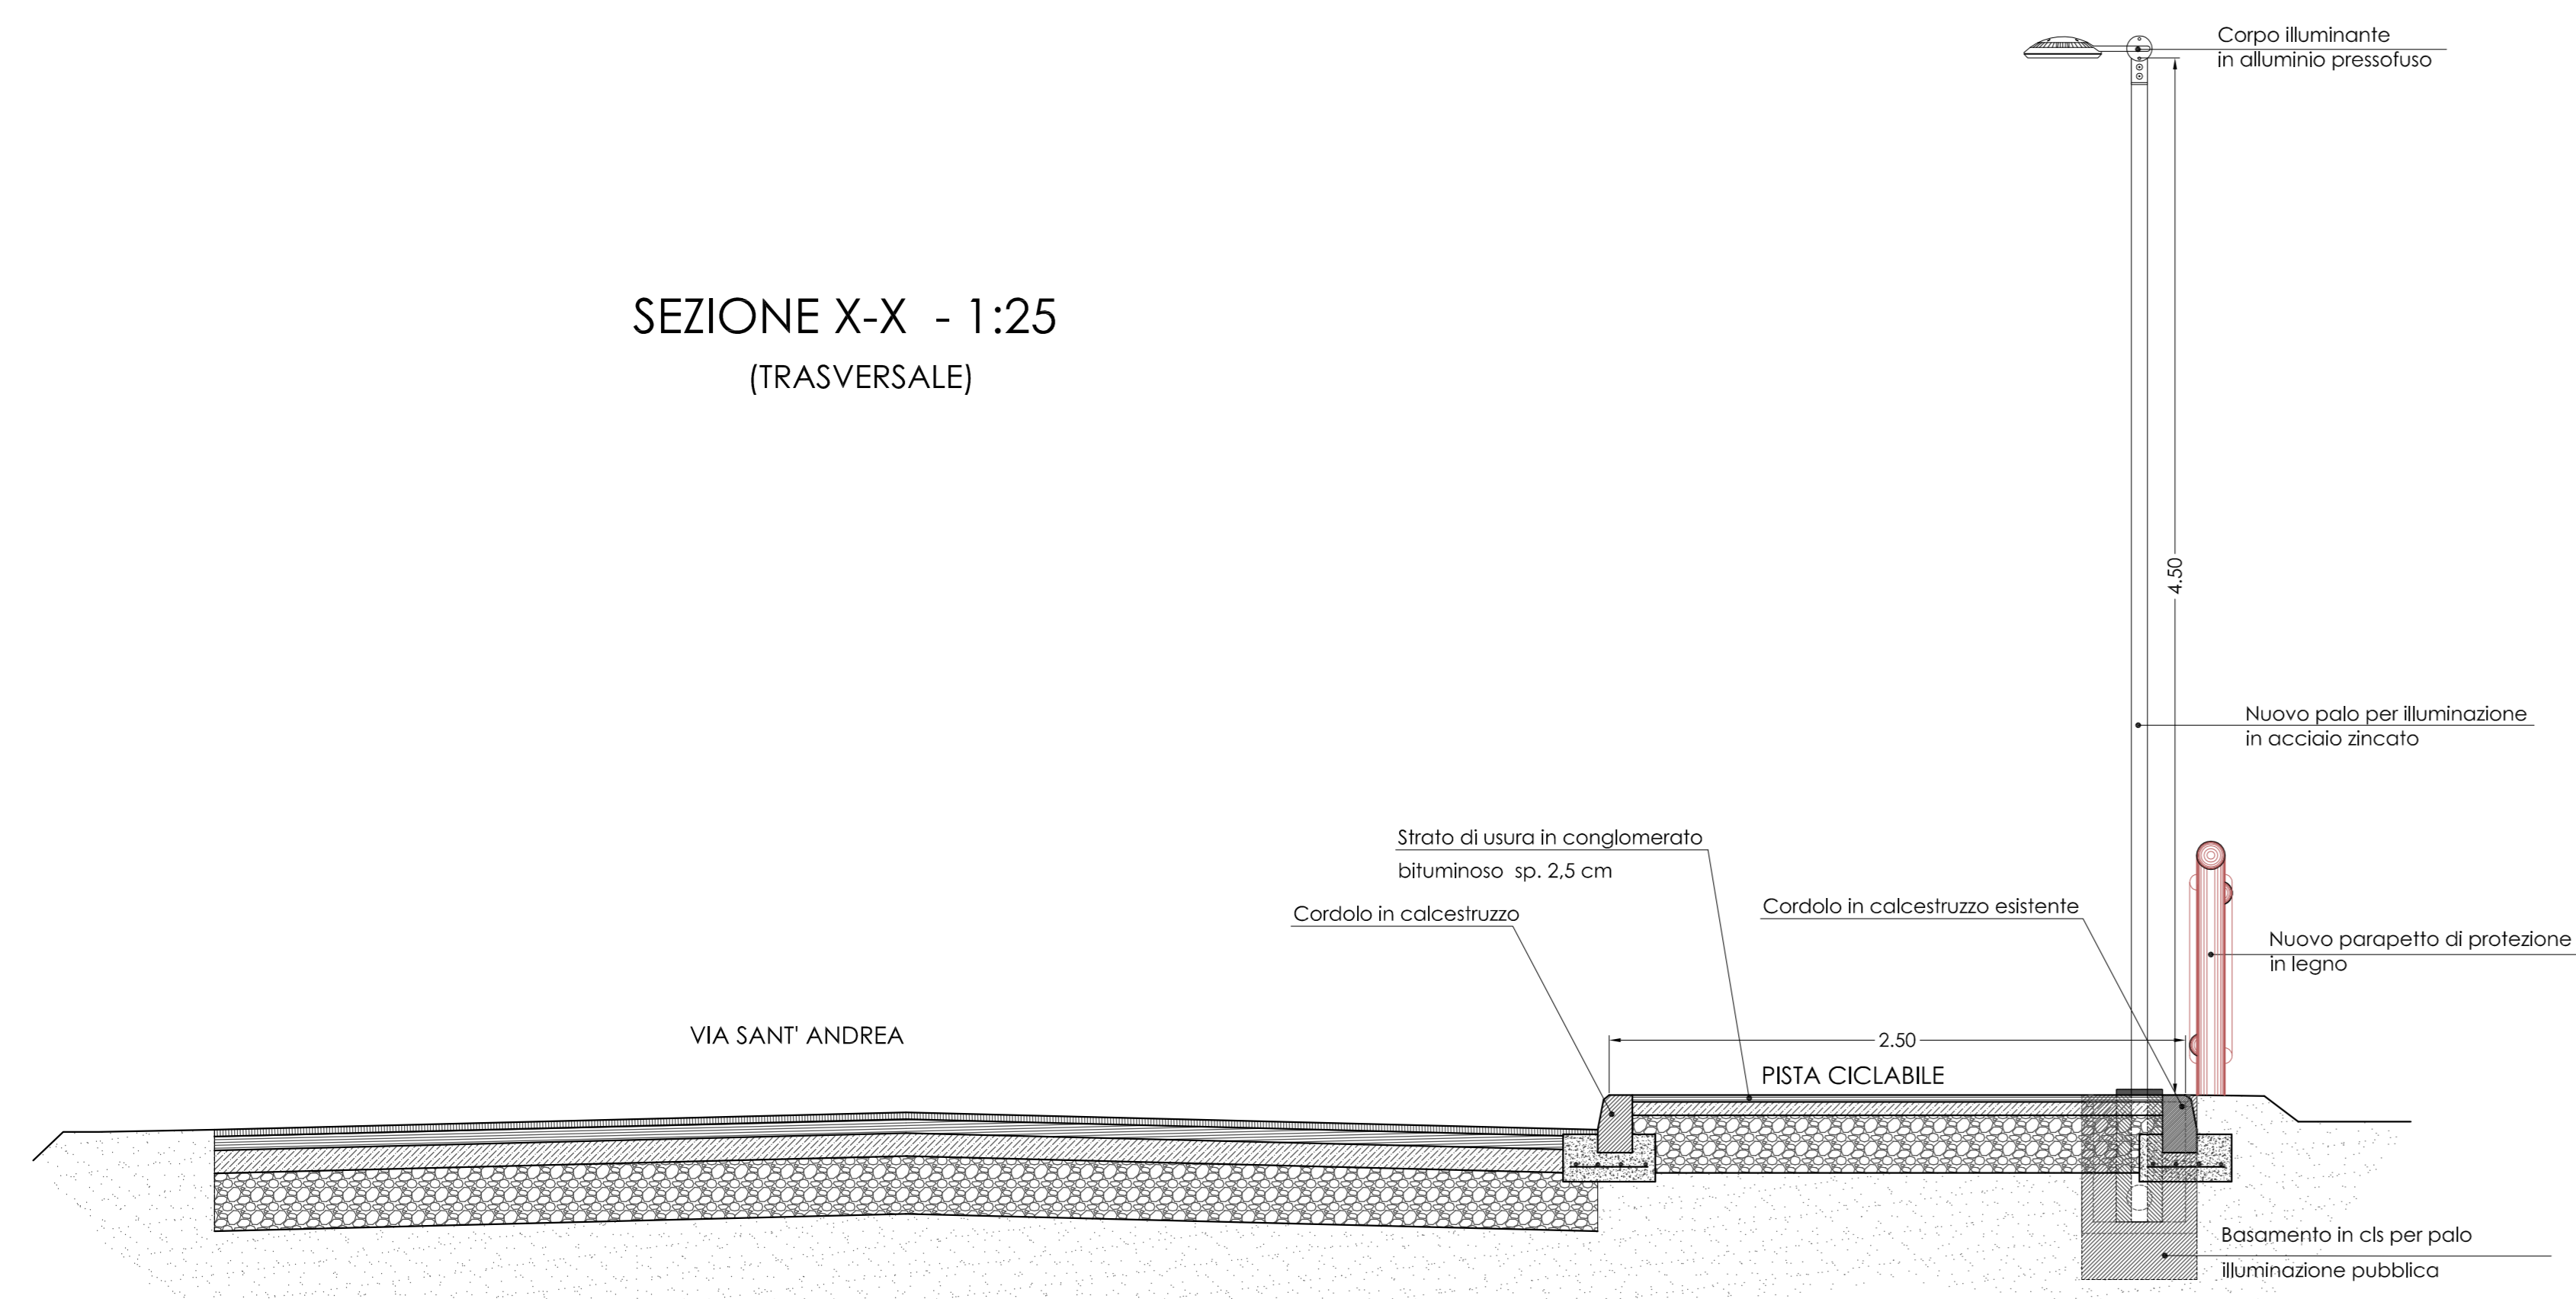 Corpo illuminante
in alluminio pressofuso
SEZIONE X-X - 1:25
(TRASVERSALE)
4.50
Nuovo palo per illuminazione
in acciaio zincato
Strato di usura in conglomerato
bituminoso sp. 2,5 cm
Cordolo in calcestruzzo
Cordolo in calcestruzzo esistente
Nuovo parapetto di protezione
in legno
VIA SANT' ANDREA
2.50
PISTA CICLABILE
Basamento in cls per palo
illuminazione pubblica